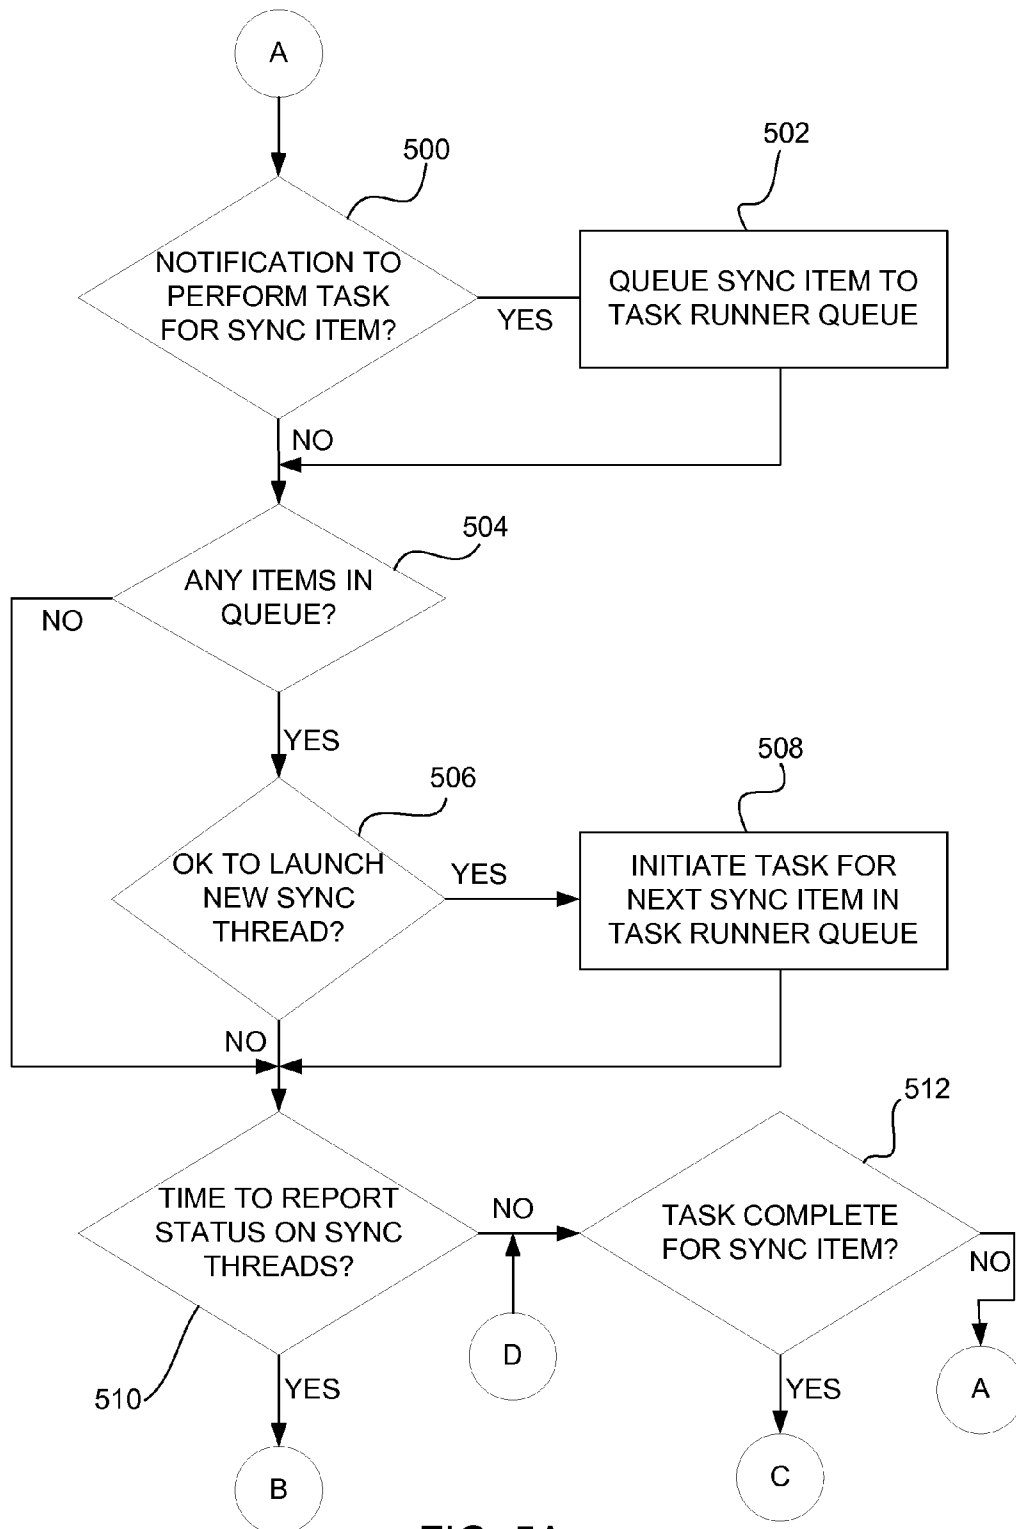 A
500
502
NOTIFICATION TO
PERFORM TASK
FOR SYNC ITEM?
YES
QUEUE SYNC ITEM TO
TASK RUNNER QUEUE
NO
504
ANY ITEMS IN
QUEUE?
NO
YES
506
508
OK TO LAUNCH
NEW SYNC
THREAD?
YES
INITIATE TASK FOR
NEXT SYNC ITEM IN
TASK RUNNER QUEUE
NO
512
TIME TO REPORT
STATUS ON SYNC
THREADS?
NO
TASK COMPLETE
FOR SYNC ITEM?
NO
D
510
YES
YES
A
B
C
FIG. 5A